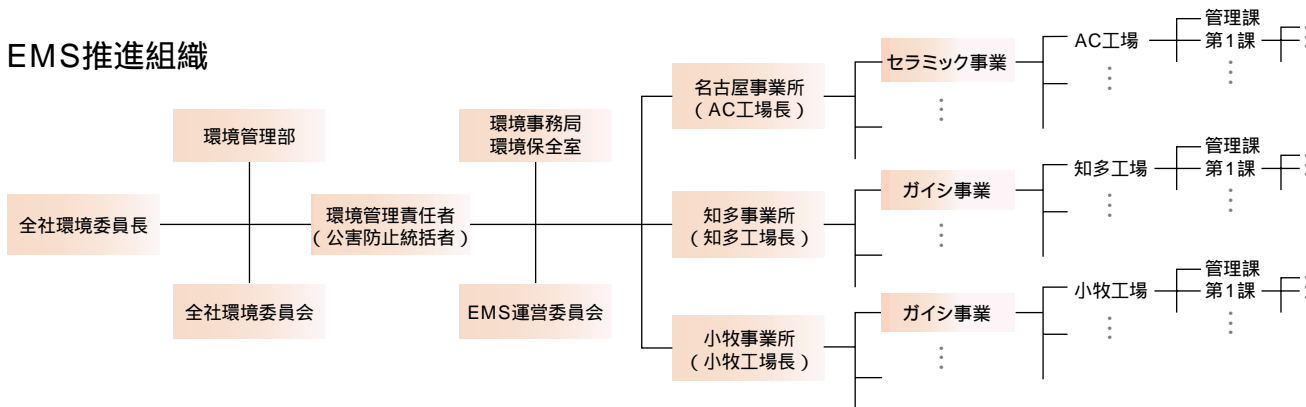 EMS推進組織
全社環境委員長
環境管理部
全社環境委員会
環境管理責任者
（公害防止統括者）
環境事務局
環境保全室
EMS運営委員会
名古屋事業所
（AC工場長）
セラミック事業
AC工場
管理課
第1課
知多事業所
（知多工場長）
ガイシ事業
知多工場
管理課
第1課
小牧事業所
（小牧工場長）
ガイシ事業
小牧工場
管理課
第1課